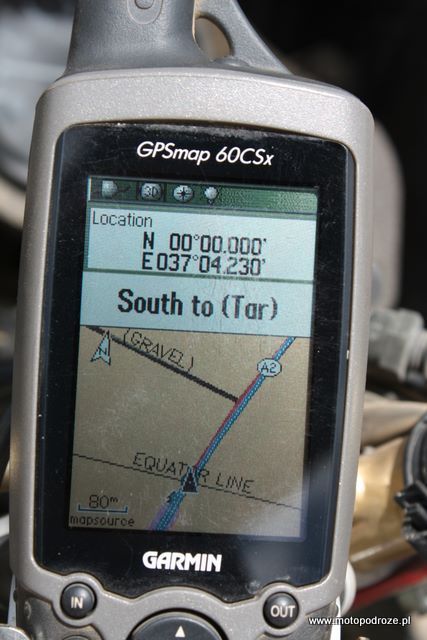 GPSmap 60CSx
3D
Location
N 00°00.000'
E 037°04.230'
South to (Tar)
(GRAVEL)
N
A2
EQUATOR LINE
80m
mapsource
GARMIN
IN
OUT
www.motopodroze.pl